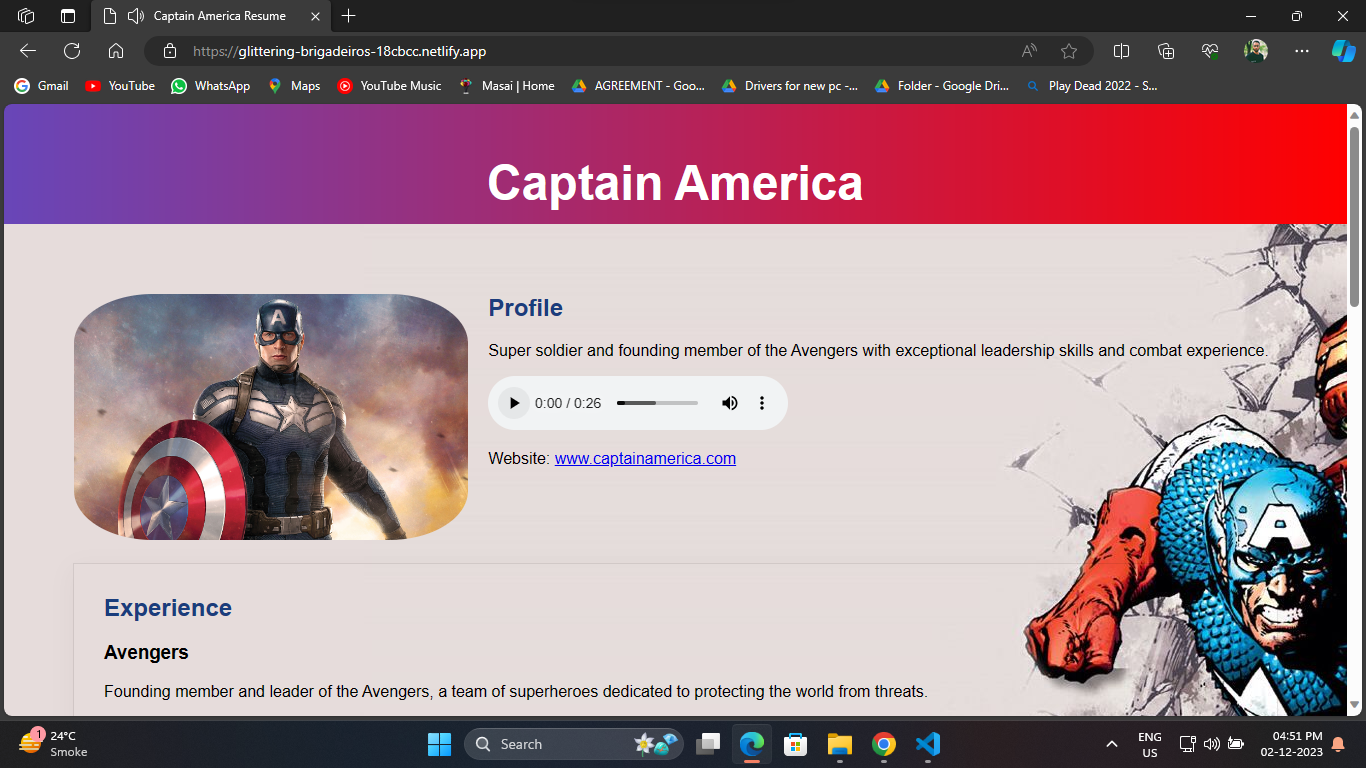 Captain America Resume
https://glittering-brigadeiros-18cbcc.netlify.app
Gmail YouTube WhatsApp Maps YouTube Music Masai | Home AGREEMENT - Goo... Drivers for new pc -... Folder - Google Dri... Play Dead 2022 - S...
Captain America
Profile
Super soldier and founding member of the Avengers with exceptional leadership skills and combat experience.
0:00 / 0:26
Website: www.captainamerica.com
A
A
Experience
Avengers
Founding member and leader of the Avengers, a team of superheroes dedicated to protecting the world from threats.
1
24°C
Smoke
Search
ENG
US
04:51 PM
02-12-2023